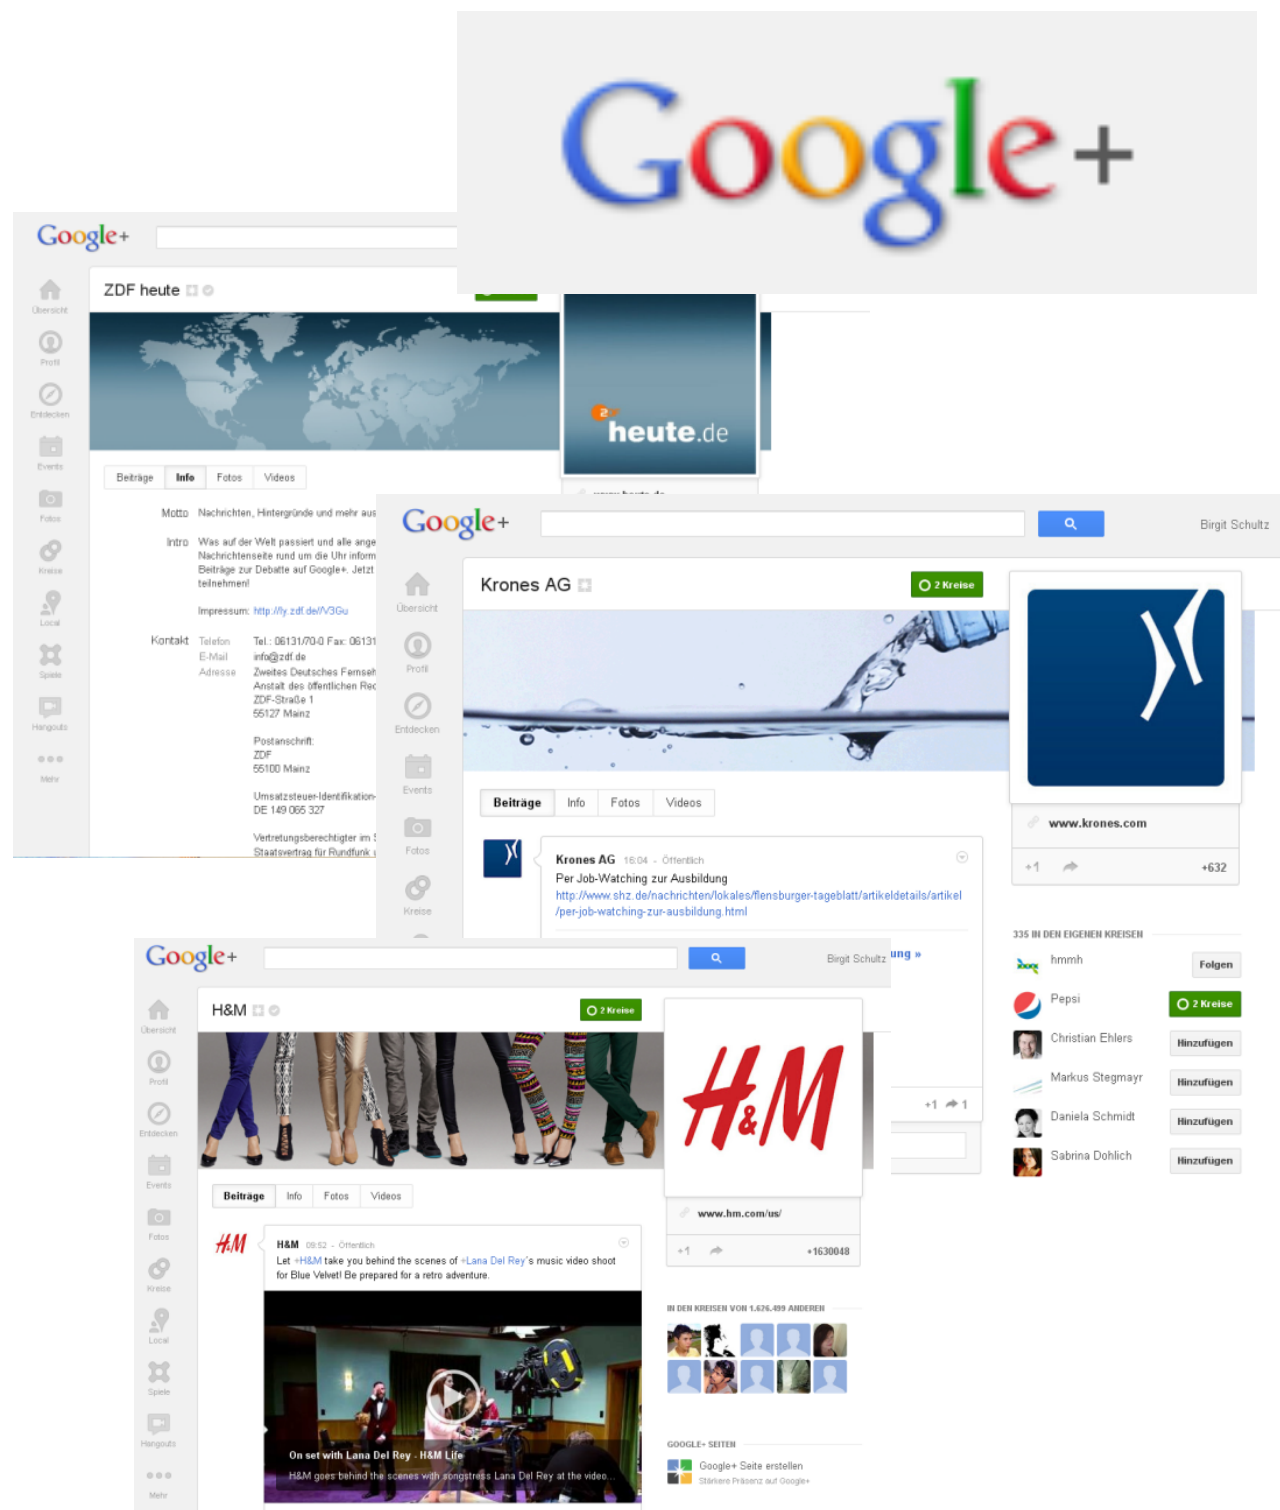 Google+
Google+
ZDF heute
Übersicht
Profil
Entdecken
Events
Fotos
Kreise
Local
Spiele
Hangouts
Mehr
heute.de
Beiträge Info Fotos Videos
Motto Nachrichten, Hintergründe und mehr aus
Intro Was auf der Welt passiert und alle ange
Nachrichtenseite rund um die Uhr inform
Beiträge zur Debatte auf Google+. Jetzt
teilnehmen!
Impressum: http://ly.zdf.de//V3Gu
Kontakt Telefon Tel.: 06131/70-0 Fax: 06131
E-Mail info@zdf.de
Adresse Zweites Deutsches Fernseh
Anstalt des öffentlichen Rec
ZDF-Straße 1
55127 Mainz
Postanschrift:
ZDF
55100 Mainz
Umsatzsteuer-Identifikation-
DE 149 065 327
Vertretungsberechtigter im S
Staatsvertrag für Rundfunk
Google+
Birgit Schultz
Übersicht
Profil
Entdecken
Events
Fotos
Kreise
Krones AG
2 Kreise
Beiträge Info Fotos Videos
www.krones.com
+1 +632
Krones AG 16:04 - Öffentlich
Per Job-Watching zur Ausbildung
http://www.shz.de/nachrichten/lokales/flensburger-tageblatt/artikeldetails/artikel
/per-job-watching-zur-ausbildung.html
ung »
+1 1
335 IN DEN EIGENEN KREISEN
hmmh Folgen
Pepsi 2 Kreise
Christian Ehlers Hinzufügen
Markus Stegmayr Hinzufügen
Daniela Schmidt Hinzufügen
Sabrina Dohlich Hinzufügen
Google+
Birgit Schultz
Übersicht
Profil
Entdecken
Events
Fotos
Kreise
Local
Spiele
Hangouts
Mehr
H&M
2 Kreise
H&M
Beiträge Info Fotos Videos
www.hm.com/us/
+1 +1630048
H&M
H&M 09:52 - Öffentlich
Let +H&M take you behind the scenes of +Lana Del Rey's music video shoot
for Blue Velvet! Be prepared for a retro adventure.
On set with Lana Del Rey - H&M Life
H&M goes behind the scenes with songstress Lana Del Rey at the video...
IN DEN KREISEN VON 1.626.499 ANDEREN
GOOGLE+ SEITEN
Google+ Seite erstellen
Stärkere Präsenz auf Google+